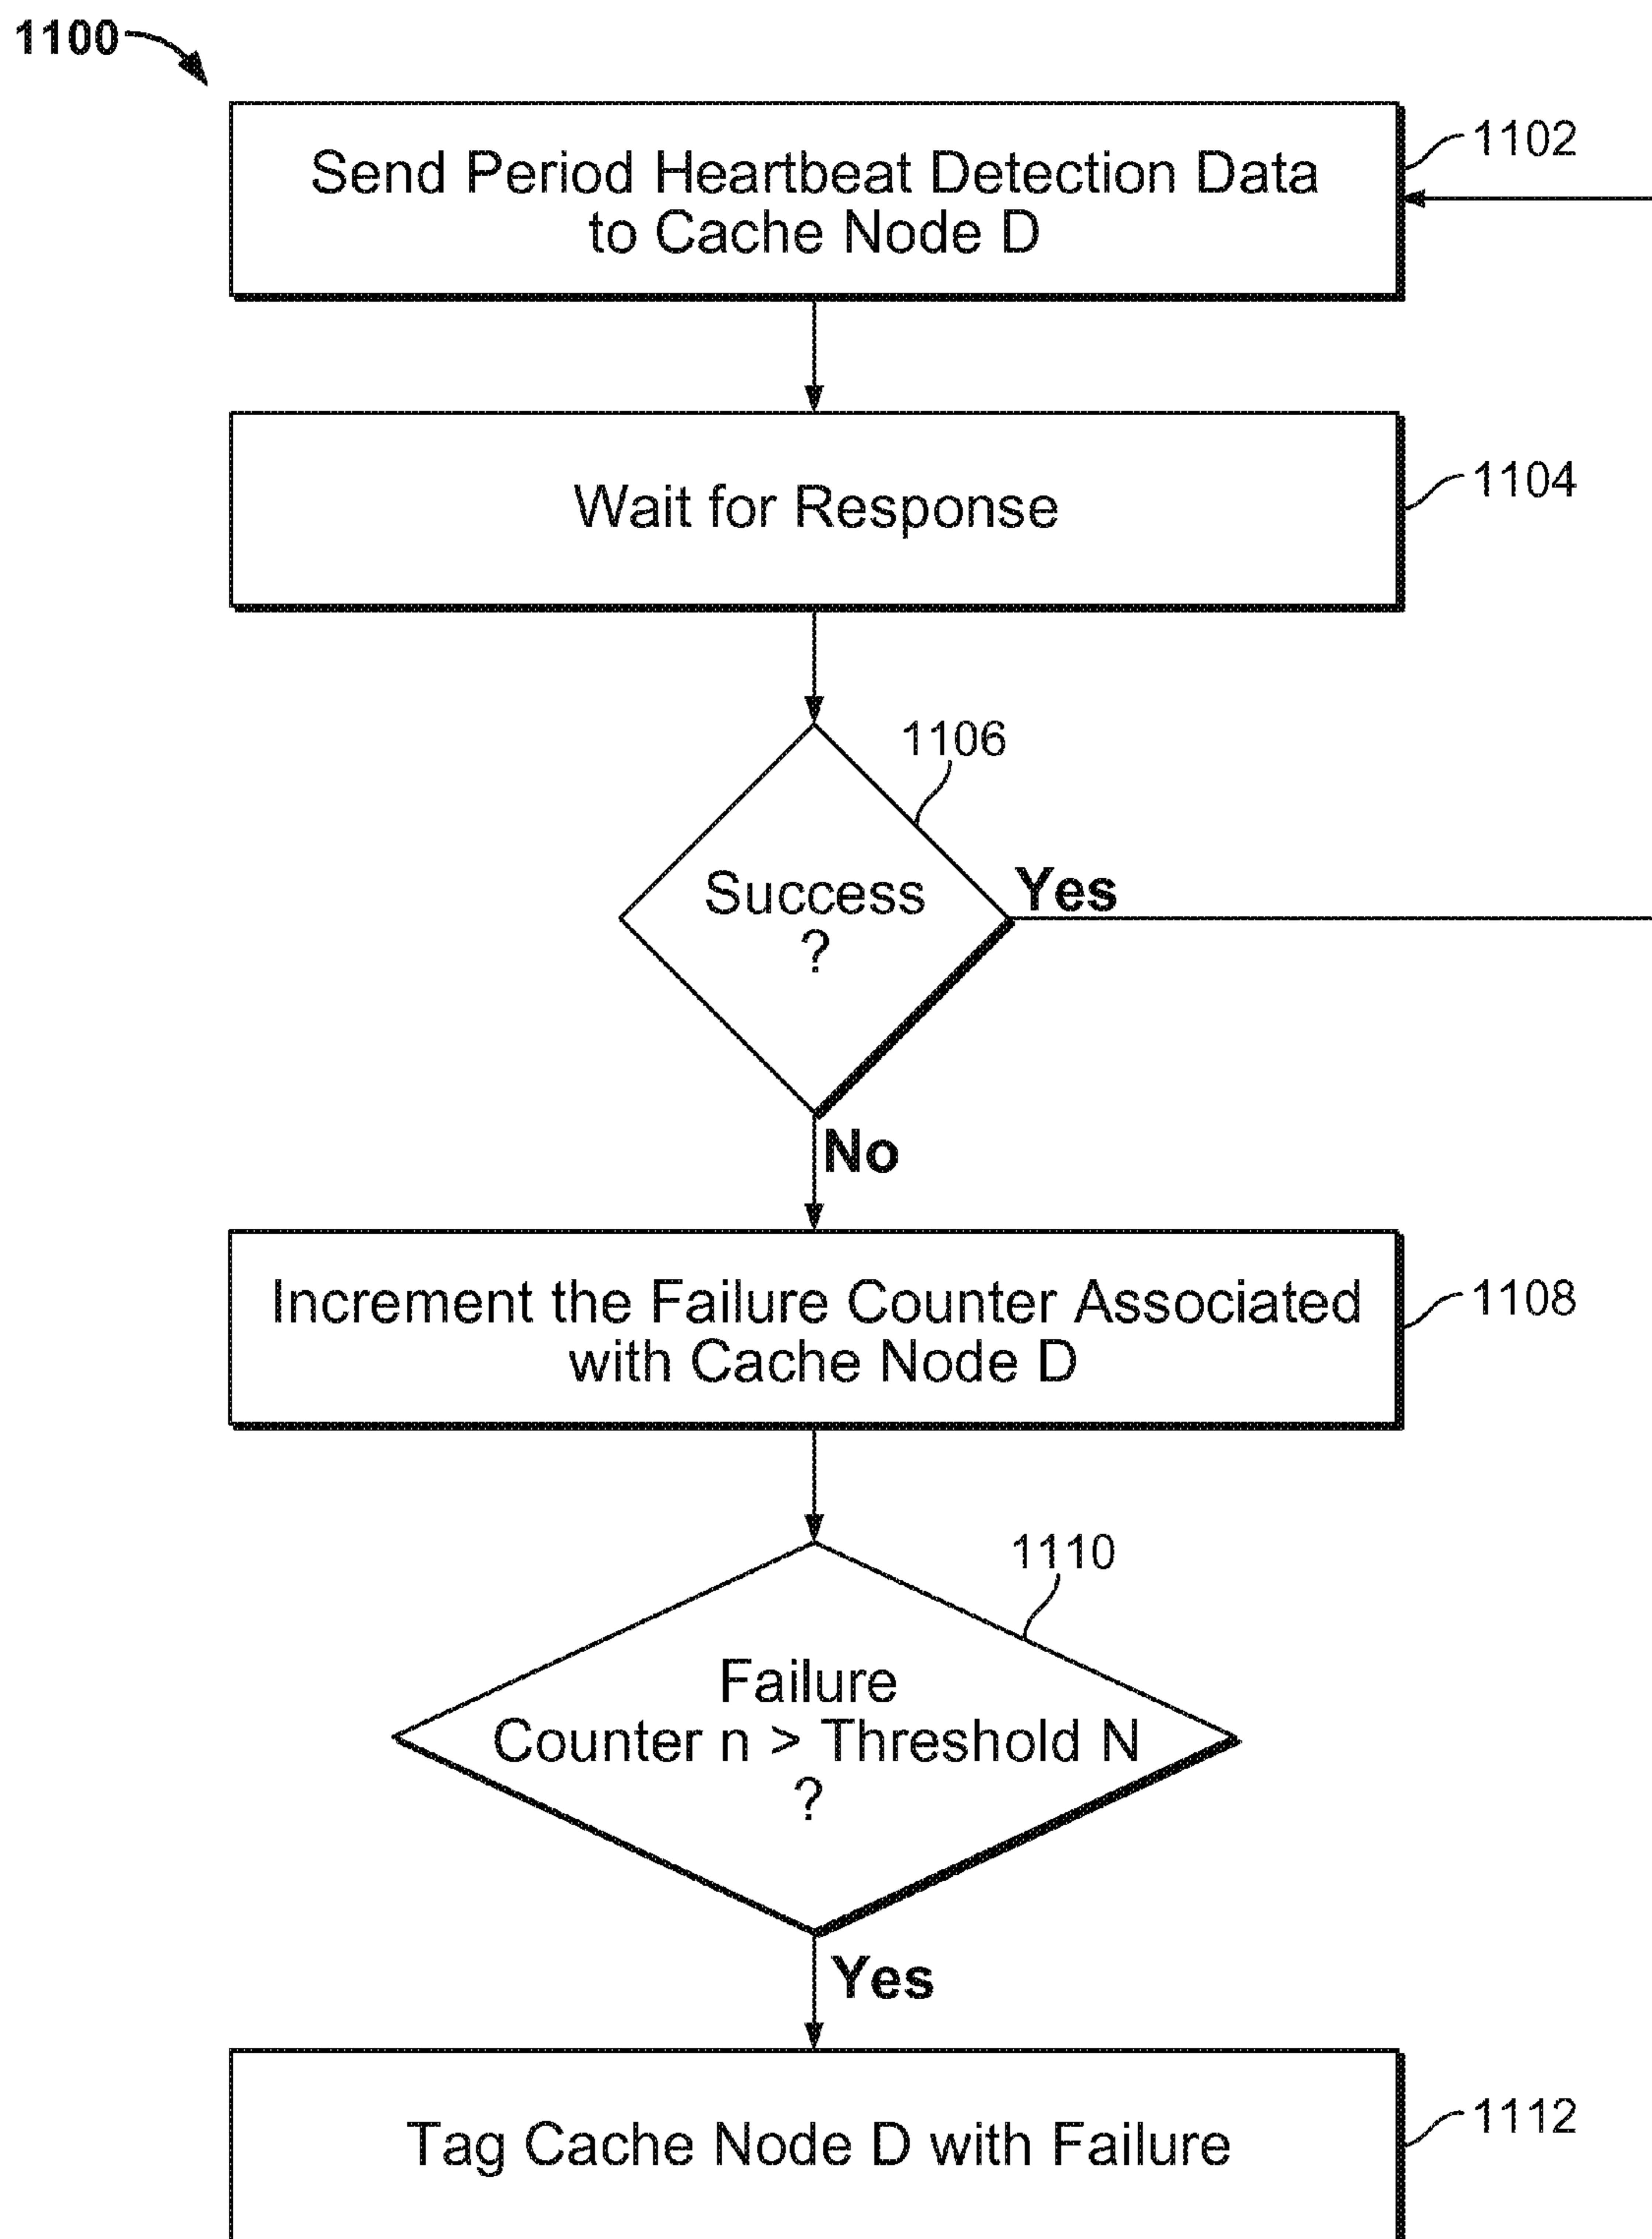 1100
Send Period Heartbeat Detection Data
to Cache Node D
1102
Wait for Response
1104
1106
Success
?
Yes
No
Increment the Failure Counter Associated
with Cache Node D
1108
1110
Failure
Counter n > Threshold N
?
Yes
Tag Cache Node D with Failure
1112